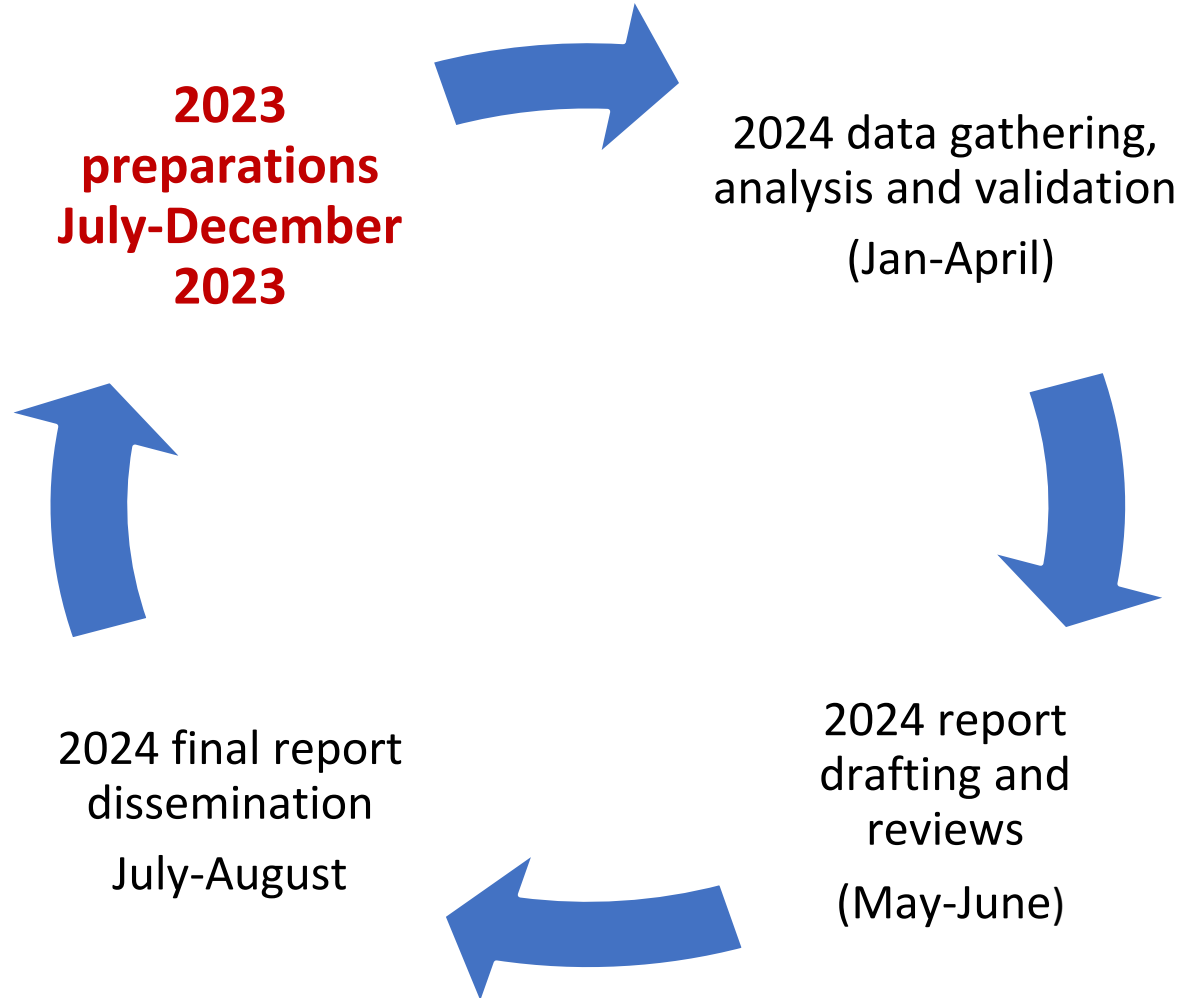 2023
preparations
July-December
2023
2024 data gathering,
analysis and validation
(Jan-April)
2024 report
drafting and
reviews
(May-June)
2024 final report
dissemination
July-August